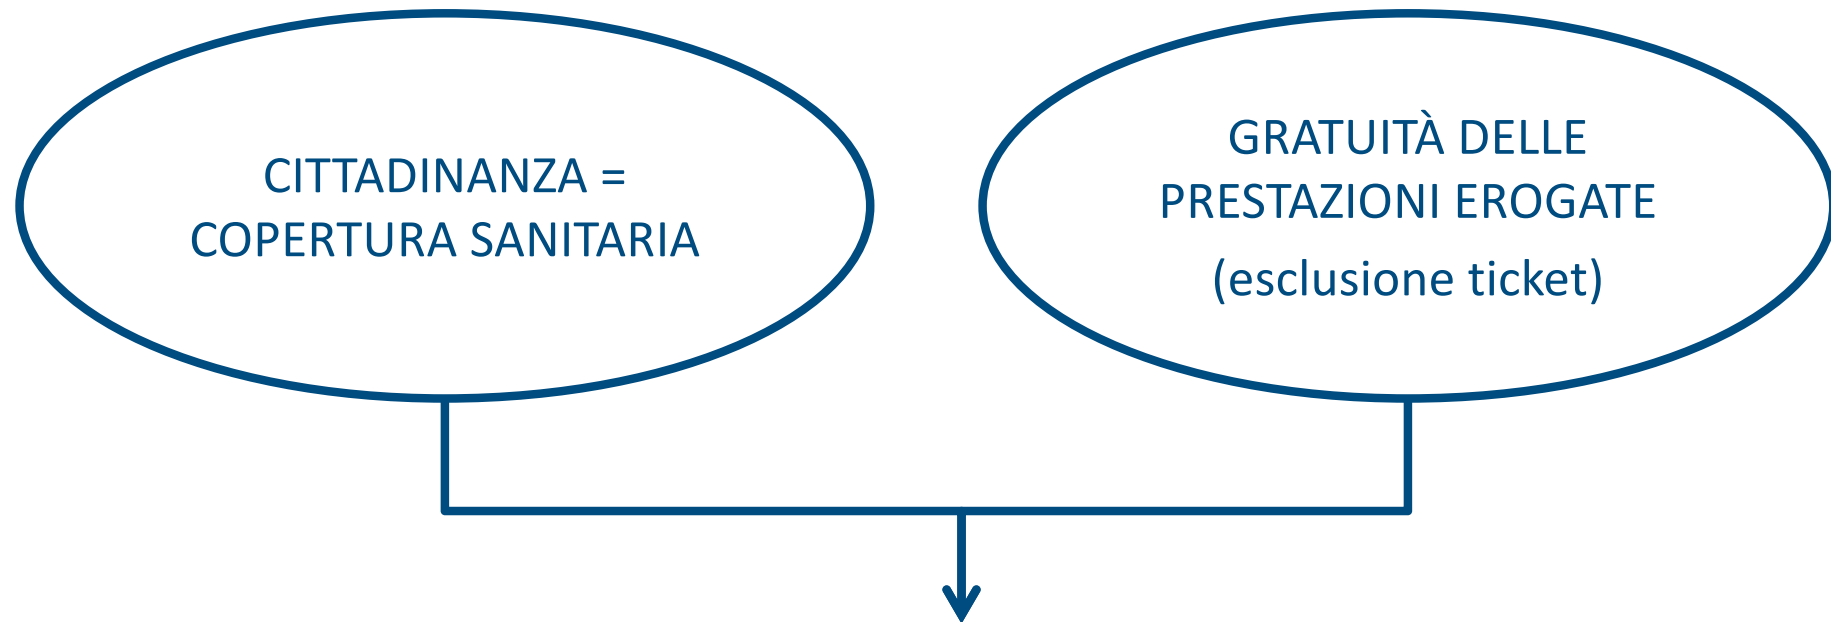 CITTADINANZA =
COPERTURA SANITARIA
GRATUITÀ DELLE
PRESTAZIONI EROGATE
(esclusione ticket)